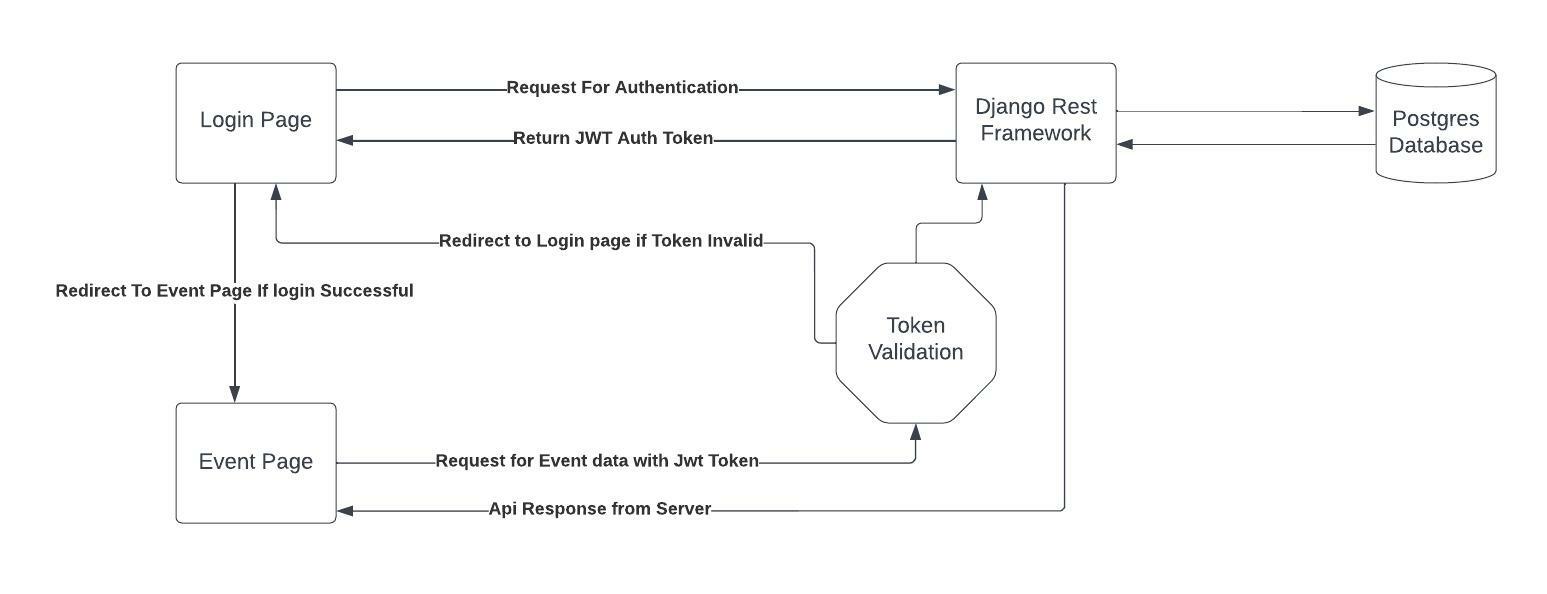 Request For Authentication
Login Page
Django Rest
Framework
Postgres
Database
Return JWT Auth Token
Redirect to Login page if Token Invalid
Redirect To Event Page If login Successful
Token
Validation
Event Page
Request for Event data with Jwt Token
Api Response from Server